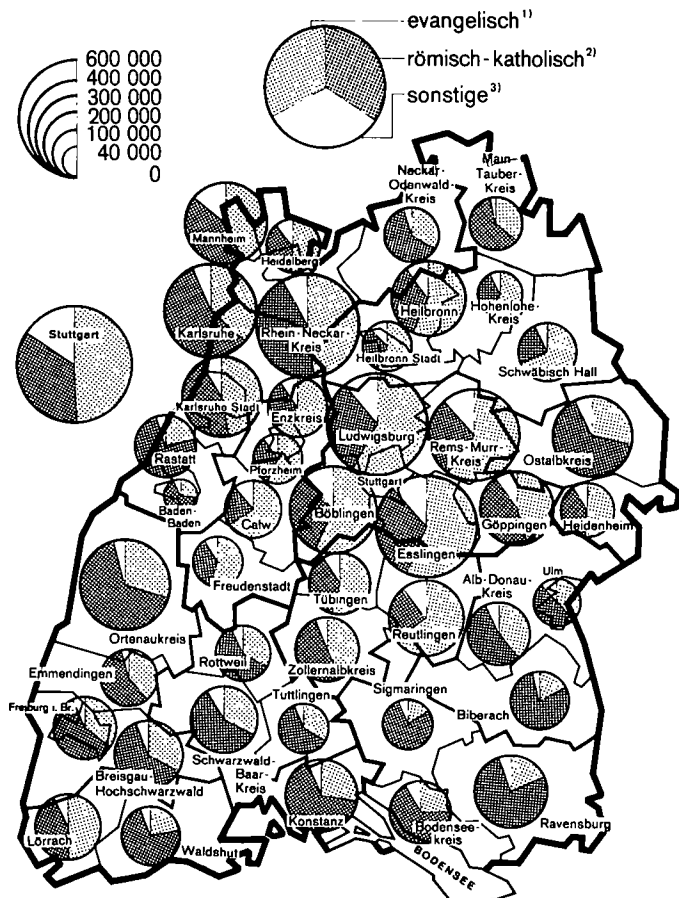 evangelisch¹⁾
römisch-katholisch²⁾
sonstige³⁾
600 000
400 000
300 000
200 000
100 000
40 000
0
Neckar-
Odenwald-
Kreis
Main-
Tauber-
Kreis
Mannheim
Heidelberg
Stuttgart
Karlsruhe
Rhein-Neckar-
Kreis
Heilbronn
Hohenlohe-
Kreis
Heilbronn Stadt
Schwäbisch Hall
Karlsruhe Stadt
Enzkreis
Ludwigsburg
Rems-Murr-
Kreis
Ostalbkreis
Rastatt
Pforzheim
Stuttgart
Baden-
Baden
Calw
Böblingen
Esslingen
Göppingen
Heidenheim
Freudenstadt
Tübingen
Alb-Donau-
Kreis
Ulm
Ortenaukreis
Reutlingen
Emmendingen
Rottweil
Zollernalbkreis
Freiburg i. Br.
Tuttlingen
Sigmaringen
Biberach
Schwarzwald-
Baar-
Kreis
Breisgau-
Hochschwarzwald
Lörrach
Waldshut
Konstanz
Bodensee-
kreis
Ravensburg
BODENSEE